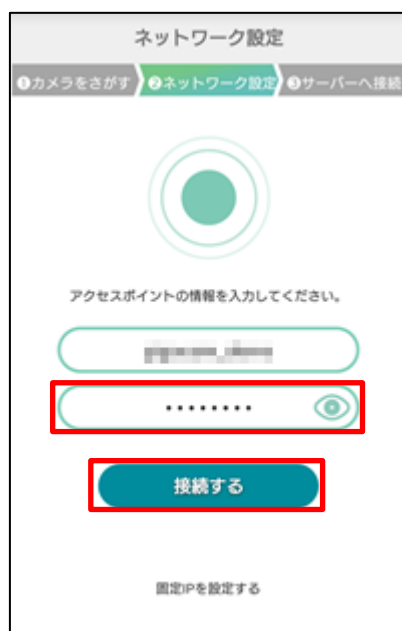 ネットワーク設定
❶カメラをさがす ❷ネットワーク設定 ❸サーバーへ接続
アクセスポイントの情報を入力してください。
••••••••
接続する
固定IPを設定する